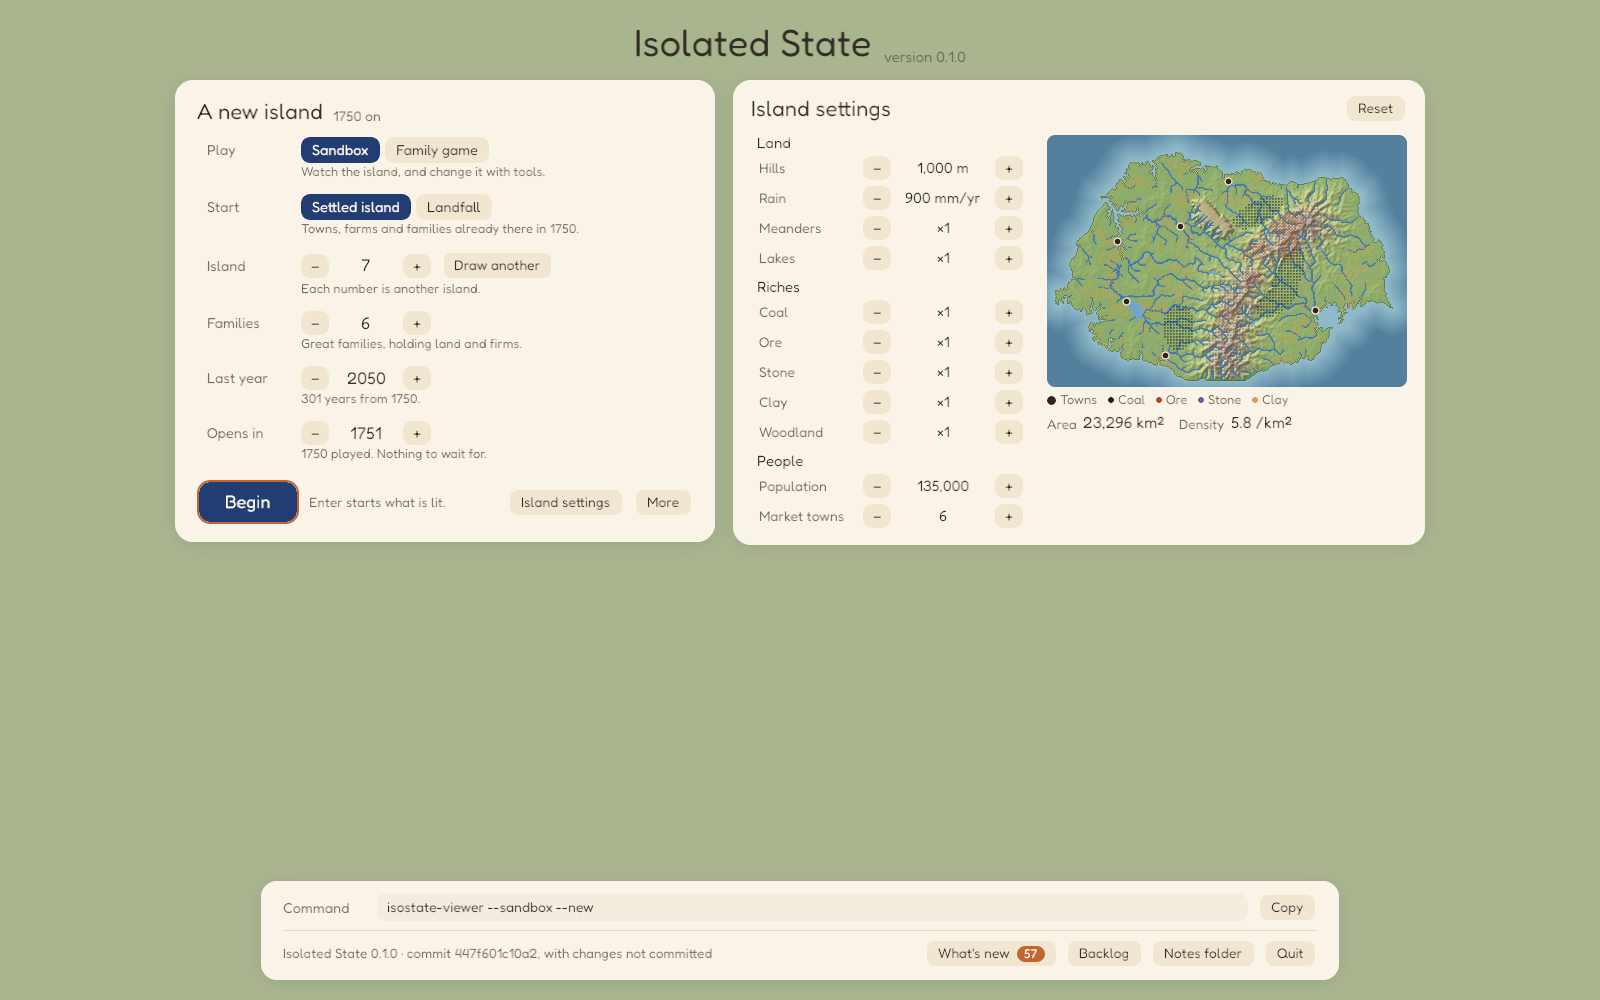 Isolated State version 0.1.0
A new island 1750 on
Play Sandbox Family game
Watch the island, and change it with tools.
Start Settled island Landfall
Towns, farms and families already there in 1750.
Island − 7 + Draw another
Each number is another island.
Families − 6 +
Great families, holding land and firms.
Last year − 2050 +
301 years from 1750.
Opens in − 1751 +
1750 played. Nothing to wait for.
Begin Enter starts what is lit. Island settings More
Island settings Reset
Land
Hills − 1,000 m +
Rain − 900 mm/yr +
Meanders − ×1 +
Lakes − ×1 +
Riches
Coal − ×1 +
Ore − ×1 +
Stone − ×1 +
Clay − ×1 +
Woodland − ×1 +
People
Population − 135,000 +
Market towns − 6 +
Towns Coal Ore Stone Clay
Area 23,296 km² Density 5.8 /km²
Command isostate-viewer --sandbox --new Copy
Isolated State 0.1.0 · commit 447f601c10a2, with changes not committed What's new 57 Backlog Notes folder Quit